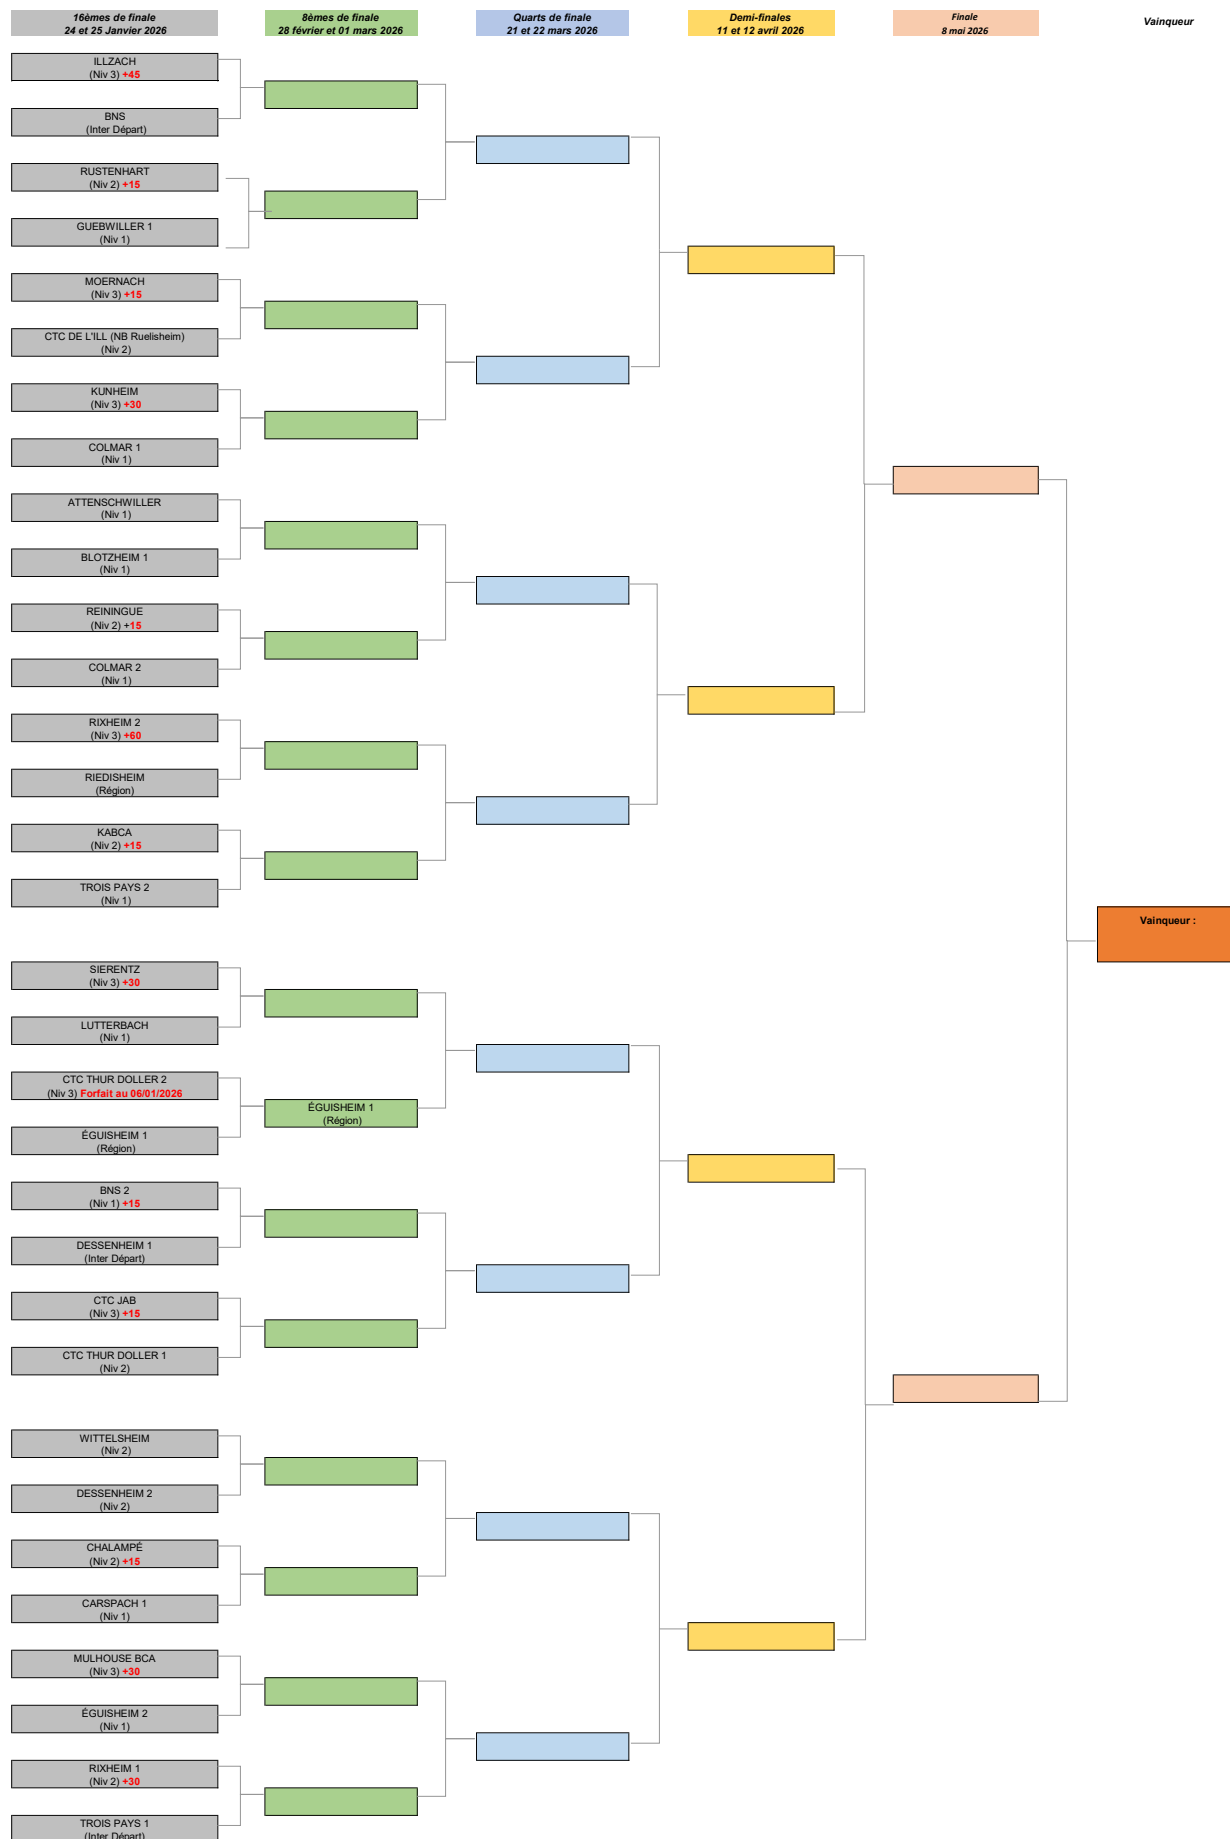 16èmes de finale
24 et 25 Janvier 2026
8èmes de finale
28 février et 01 mars 2026
Quarts de finale
21 et 22 mars 2026
Demi-finales
11 et 12 avril 2026
Finale
8 mai 2026
Vainqueur
ILLZACH
(Niv 3) +45
BNS
(Inter Départ)
RUSTENHART
(Niv 2) +15
GUEBWILLER 1
(Niv 1)
MOERNACH
(Niv 3) +15
CTC DE L'ILL (NB Ruelisheim)
(Niv 2)
KUNHEIM
(Niv 3) +30
COLMAR 1
(Niv 1)
ATTENSCHWILLER
(Niv 1)
BLOTZHEIM 1
(Niv 1)
REININGUE
(Niv 2) +15
COLMAR 2
(Niv 1)
RIXHEIM 2
(Niv 3) +60
RIEDISHEIM
(Région)
KABCA
(Niv 2) +15
TROIS PAYS 2
(Niv 1)
Vainqueur :
SIERENTZ
(Niv 3) +30
LUTTERBACH
(Niv 1)
CTC THUR DOLLER 2
(Niv 3) Forfait au 06/01/2026
ÉGUISHEIM 1
(Région)
ÉGUISHEIM 1
(Région)
BNS 2
(Niv 1) +15
DESSENHEIM 1
(Inter Départ)
CTC JAB
(Niv 3) +15
CTC THUR DOLLER 1
(Niv 2)
WITTELSHEIM
(Niv 2)
DESSENHEIM 2
(Niv 2)
CHALAMPÉ
(Niv 2) +15
CARSPACH 1
(Niv 1)
MULHOUSE BCA
(Niv 3) +30
ÉGUISHEIM 2
(Niv 1)
RIXHEIM 1
(Niv 2) +30
TROIS PAYS 1
(Inter Départ)